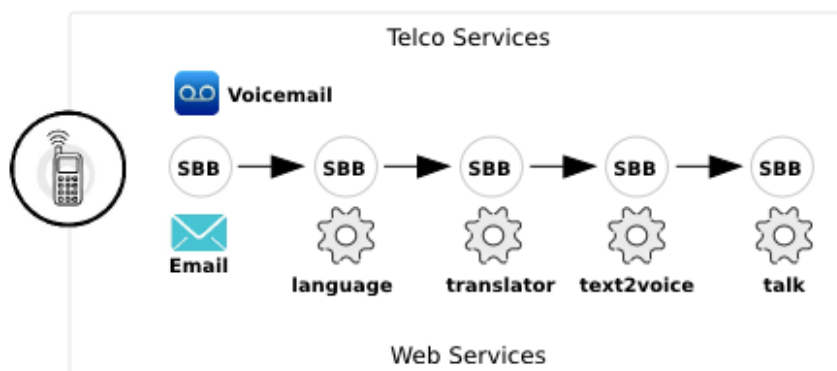 Telco Services
Voicemail
SBB SBB SBB SBB SBB
Email
language translator text2voice talk
Web Services